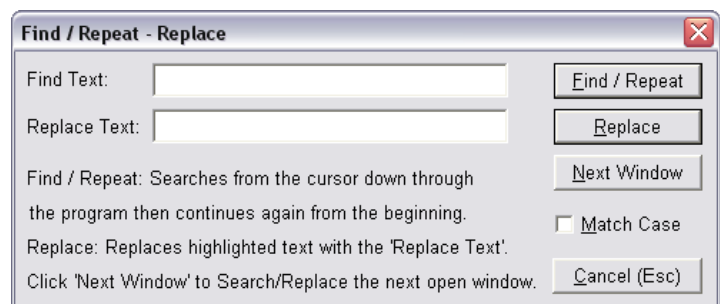 Find / Repeat - Replace
Find Text:
Find / Repeat
Replace Text:
Replace
Find / Repeat: Searches from the cursor down through
the program then continues again from the beginning.
Replace: Replaces highlighted text with the 'Replace Text'.
Click 'Next Window' to Search/Replace the next open window.
Next Window
Match Case
Cancel (Esc)